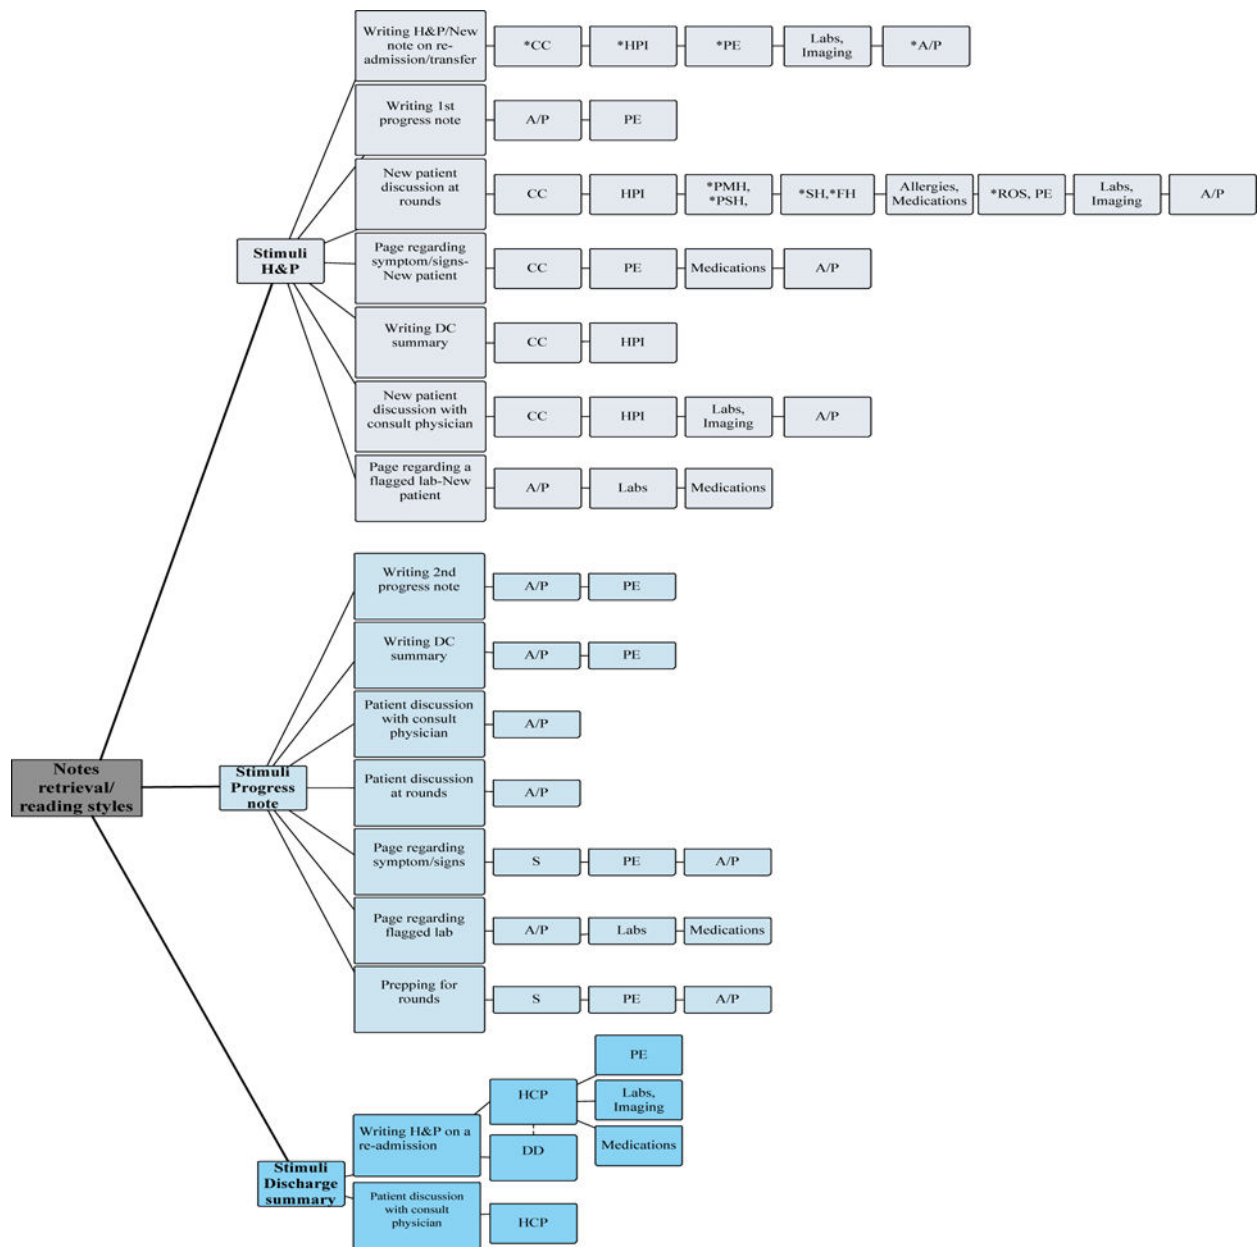 Writing H&P/New
note on re-
admission/transfer
*CC
*HPI
*PE
Labs,
Imaging
*A/P
Writing 1st
progress note
A/P
PE
New patient
discussion at
rounds
CC
HPI
*PMH,
*PSH,
*SH,*FH
Allergies,
Medications
*ROS, PE
Labs,
Imaging
A/P
Stimuli
H&P
Page regarding
symptom/signs-
New patient
CC
PE
Medications
A/P
Writing DC
summary
CC
HPI
New patient
discussion with
consult physician
CC
HPI
Labs,
Imaging
A/P
Page regarding a
flagged lab-New
patient
A/P
Labs
Medications
Writing 2nd
progress note
A/P
PE
Writing DC
summary
A/P
PE
Patient discussion
with consult
physician
A/P
Notes
retrieval/
reading styles
Stimuli
Progress
note
Patient discussion
at rounds
A/P
Page regarding
symptom/signs
S
PE
A/P
Page regarding
flagged lab
A/P
Labs
Medications
Prepping for
rounds
S
PE
A/P
Stimuli
Discharge
summary
Writing H&P on a
re-admission
HCP
PE
Labs,
Imaging
Medications
DD
Patient discussion
with consult
physician
HCP